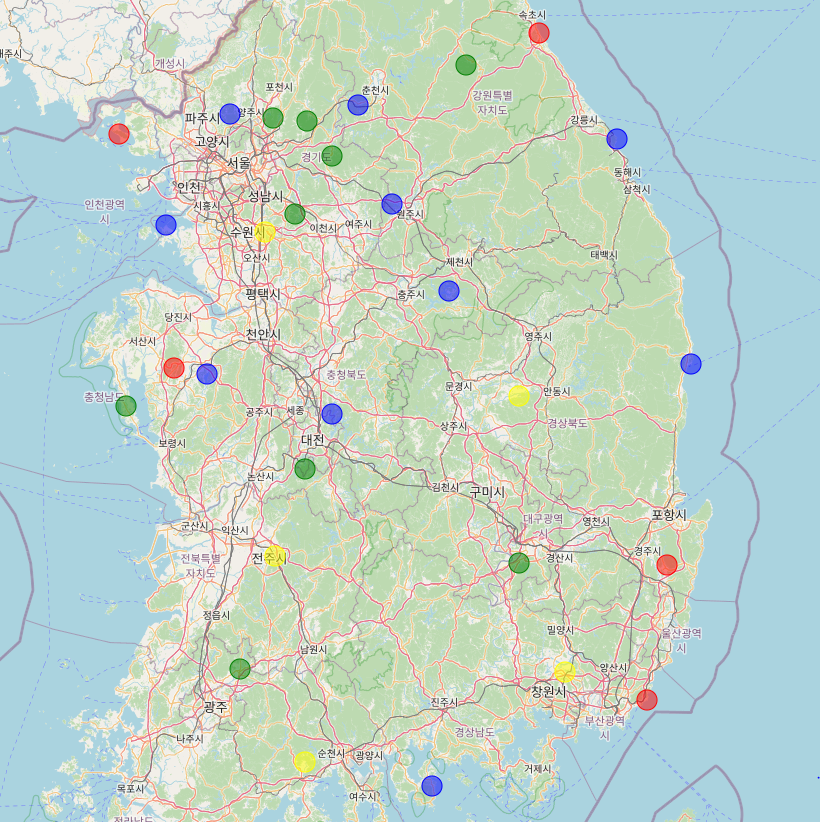 속초시
해주시
개성시
포천시
춘천시
강원특별
자치도
파주시
양주시
강릉시
고양시
서울
경기도
인천
동해시
삼척시
성남시
인천광역
시
시흥시
원주시
수원시
이천시
여주시
오산시
태백시
제천시
평택시
충주시
당진시
천안시
영주시
서산시
충청북도
문경시
안동시
충청남도
공주시
세종
상주시
경상북도
보령시
대전
논산시
김천시
구미시
포항시
군산시
익산시
대구광역
시
영천시
전북특별
자치도
전주시
경산시
경주시
정읍시
밀양시
울산광역
시
남원시
양산시
창원시
광주
진주시
부산광역
시
나주시
경상남도
순천시
광양시
거제시
목포시
여수시
전라남도